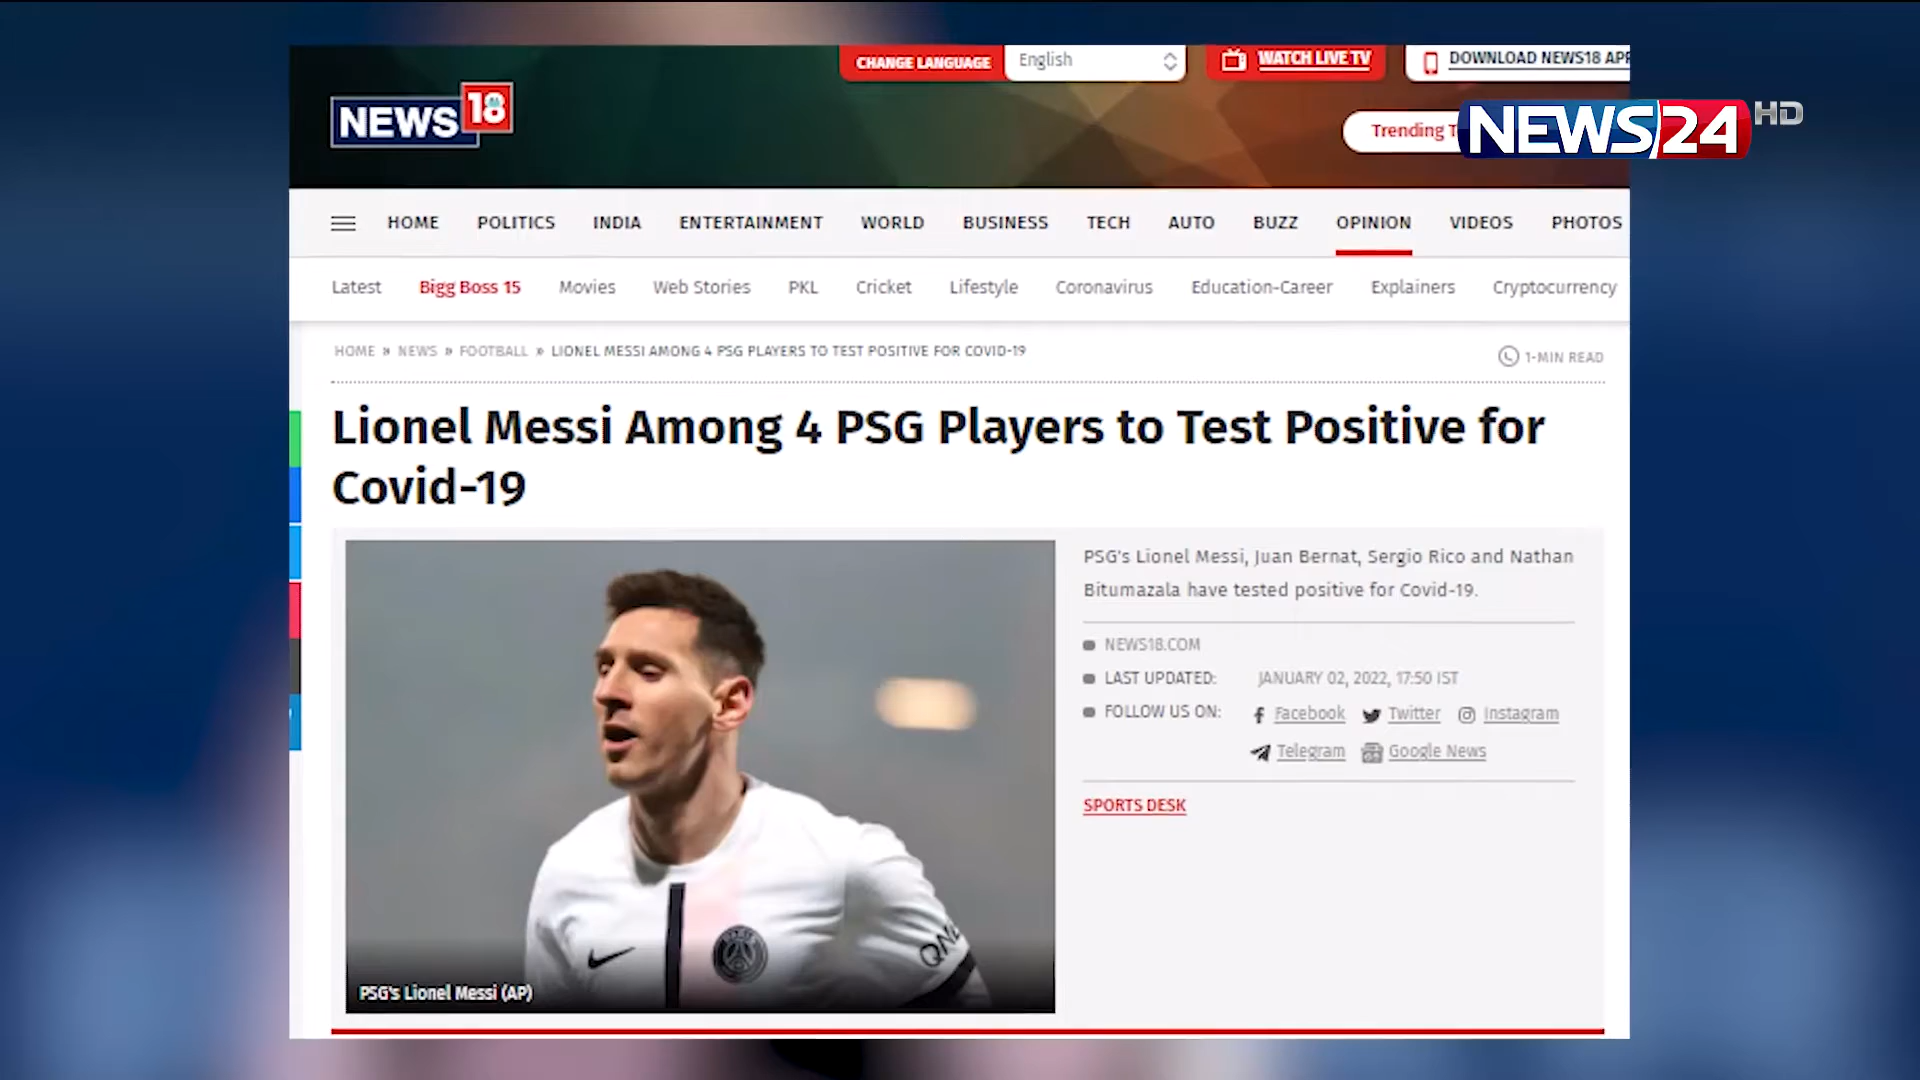 CHANGE LANGUAGE
English
WATCH LIVE TV
DOWNLOAD NEWS18 APP
NEWS 18
Trending T
NEWS 24 HD
HOME POLITICS INDIA ENTERTAINMENT WORLD BUSINESS TECH AUTO BUZZ OPINION VIDEOS PHOTOS
Latest Bigg Boss 15 Movies Web Stories PKL Cricket Lifestyle Coronavirus Education-Career Explainers Cryptocurrency
HOME » NEWS » FOOTBALL » LIONEL MESSI AMONG 4 PSG PLAYERS TO TEST POSITIVE FOR COVID-19
1-MIN READ
Lionel Messi Among 4 PSG Players to Test Positive for
Covid-19
PSG's Lionel Messi, Juan Bernat, Sergio Rico and Nathan
Bitumazala have tested positive for Covid-19.
NEWS18.COM
LAST UPDATED: JANUARY 02, 2022, 17:50 IST
FOLLOW US ON: Facebook Twitter Instagram
Telegram Google News
SPORTS DESK
PSG's Lionel Messi (AP)